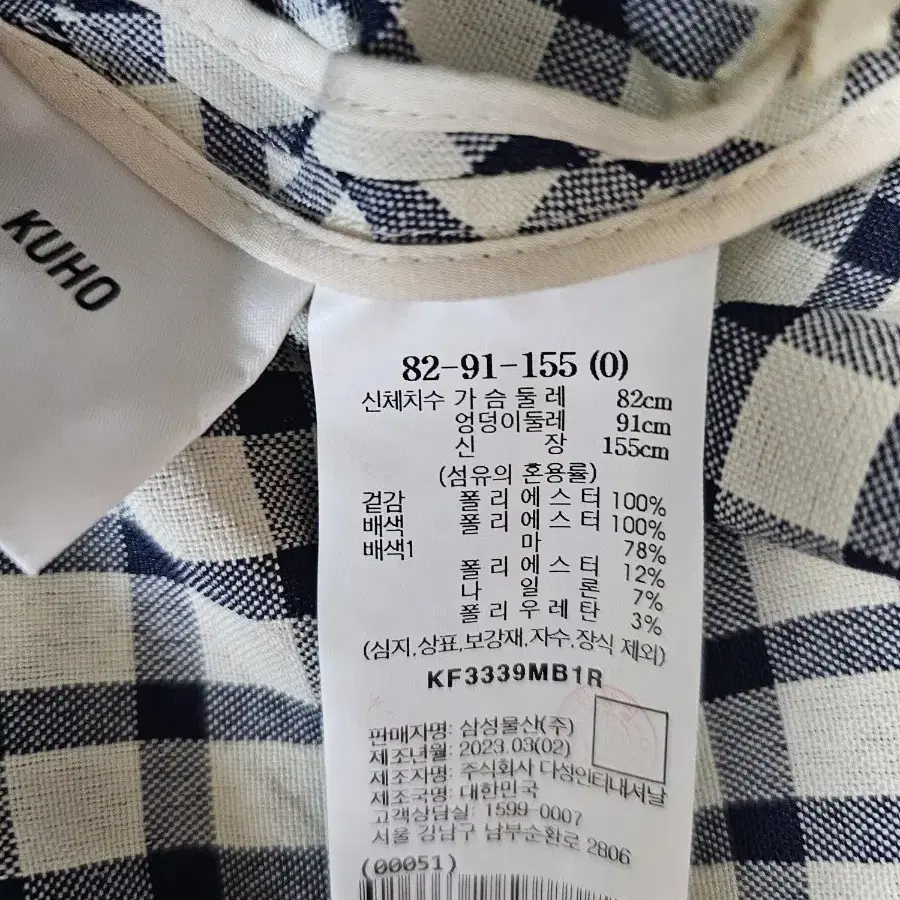 KUHO
82-91-155 (0)
신체치수 가 슴 둘 레 82cm
엉덩이둘레 91cm
신 장 155cm
(섬유의 혼용률)
겉감 폴 리 에 스 터 100%
배색 폴 리 에 스 터 100%
배색1 마 78%
폴 리 에 스 터 12%
나 일 론 7%
폴 리 우 레 탄 3%
(심지,상표,보강재,자수,장식 제외)
KF3339MB1R
판매자명: 삼성물산(주)
제조년월: 2023.03(02)
제조자명: 주식회사 다성인터내셔날
제조국명: 대한민국
고객상담실: 1599-0007
서울 강남구 남부순환로 2806
(00051)